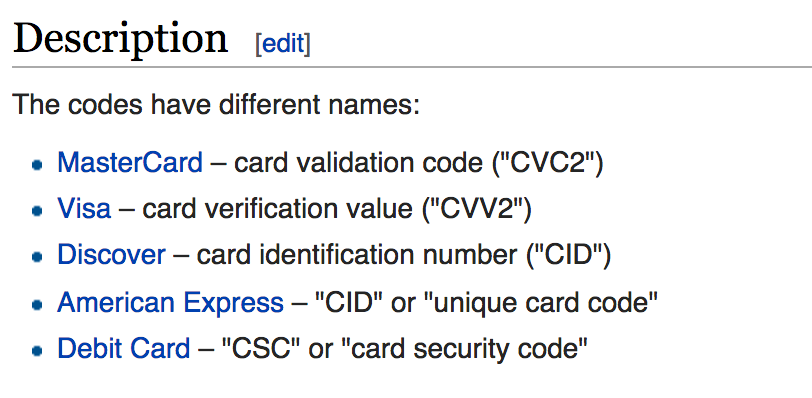 Description [edit]
The codes have different names:
• MasterCard – card validation code ("CVC2")
• Visa – card verification value ("CVV2")
• Discover – card identification number ("CID")
• American Express – "CID" or "unique card code"
• Debit Card – "CSC" or "card security code"